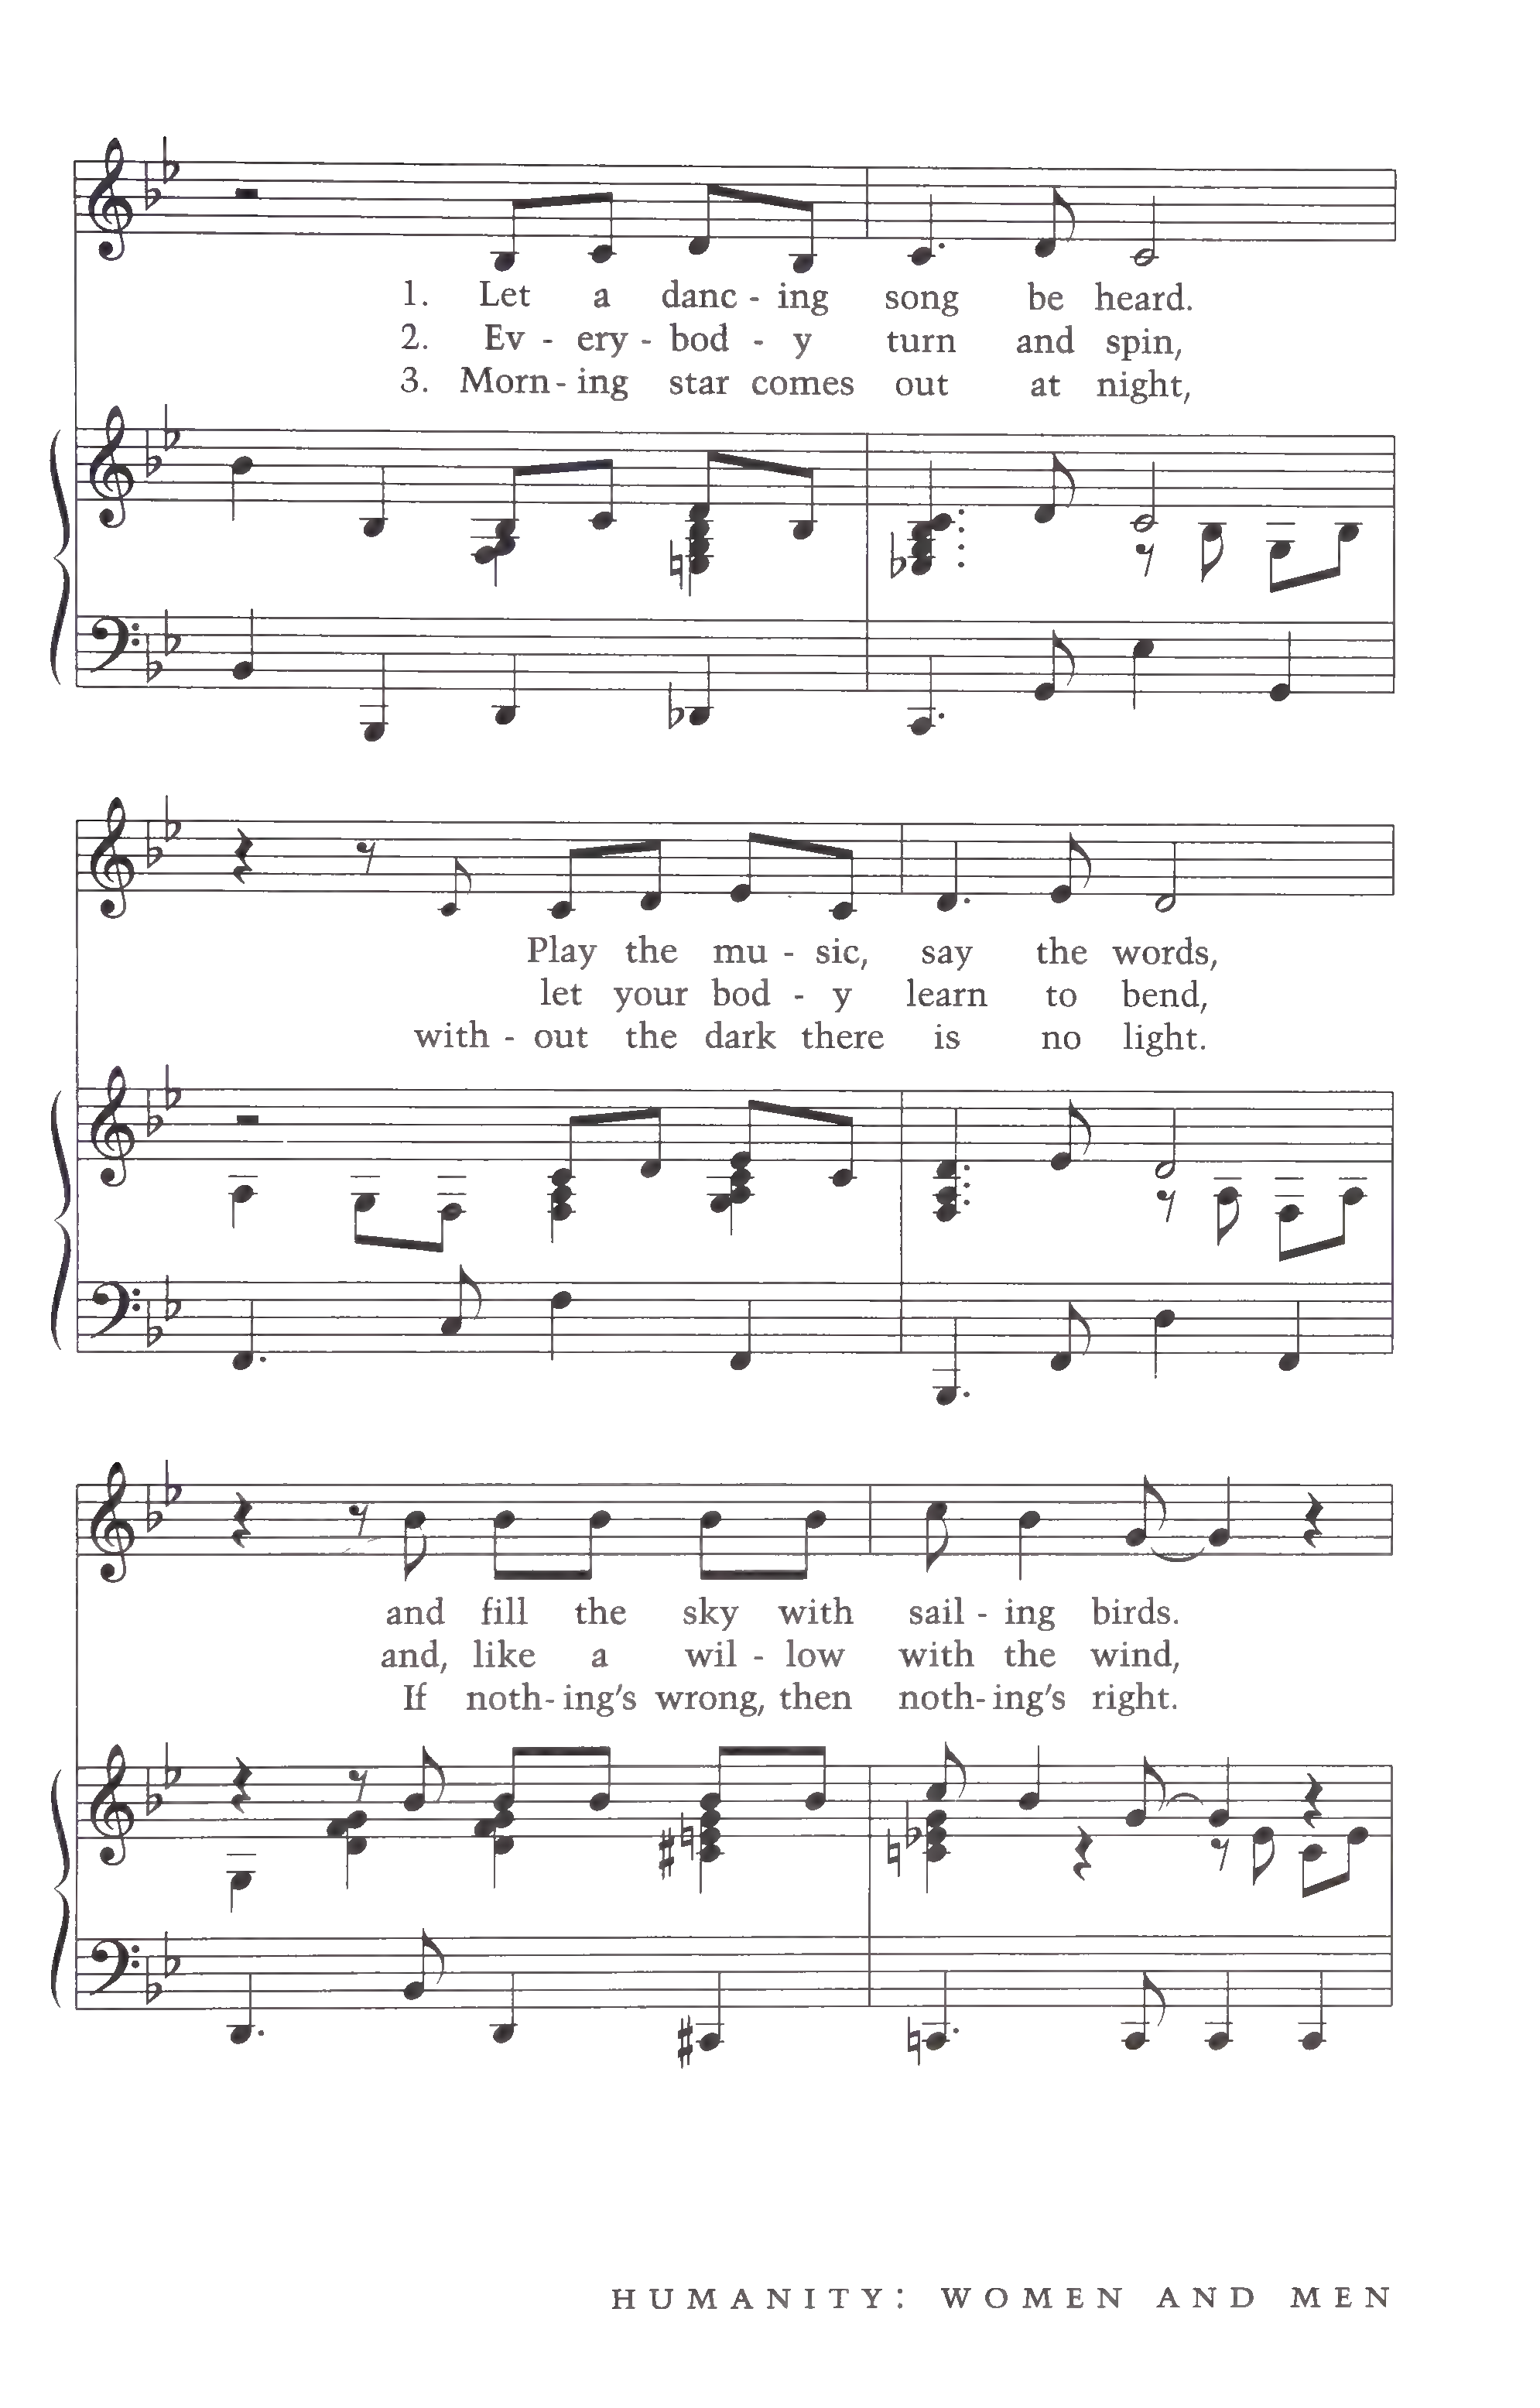 1. Let a danc - ing song be heard.
2. Ev - ery - bod - y turn and spin,
3. Morn - ing star comes out at night,
Play the mu - sic, say the words,
let your bod - y learn to bend,
with - out the dark there is no light.
and fill the sky with sail - ing birds.
and, like a wil - low with the wind,
If noth - ing's wrong, then noth - ing's right.
HUMANITY: WOMEN AND MEN